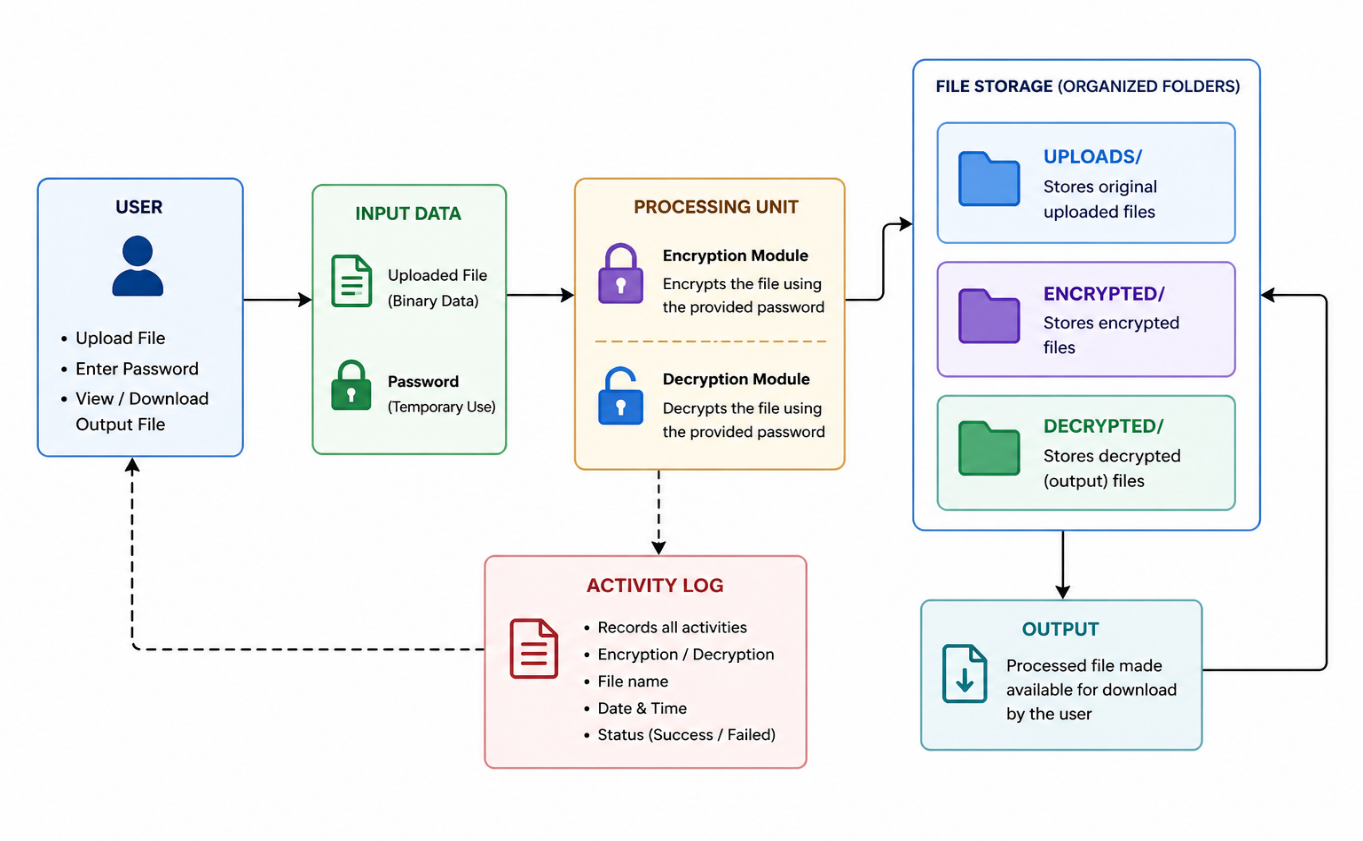 USER
• Upload File
• Enter Password
• View / Download
Output File
INPUT DATA
Uploaded File
(Binary Data)
Password
(Temporary Use)
PROCESSING UNIT
Encryption Module
Encrypts the file using
the provided password
Decryption Module
Decrypts the file using
the provided password
FILE STORAGE (ORGANIZED FOLDERS)
UPLOADS/
Stores original
uploaded files
ENCRYPTED/
Stores encrypted
files
DECRYPTED/
Stores decrypted
(output) files
ACTIVITY LOG
• Records all activities
• Encryption / Decryption
• File name
• Date & Time
• Status (Success / Failed)
OUTPUT
Processed file made
available for download
by the user